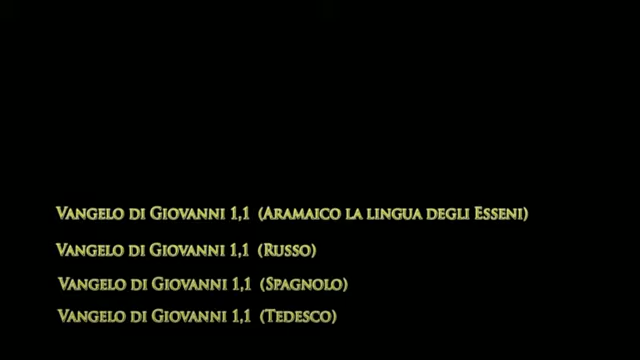 Vangelo di Giovanni 1,1 (Aramaico la lingua degli Esseni)
Vangelo di Giovanni 1,1 (Russo)
Vangelo di Giovanni 1,1 (Spagnolo)
Vangelo di Giovanni 1,1 (Tedesco)